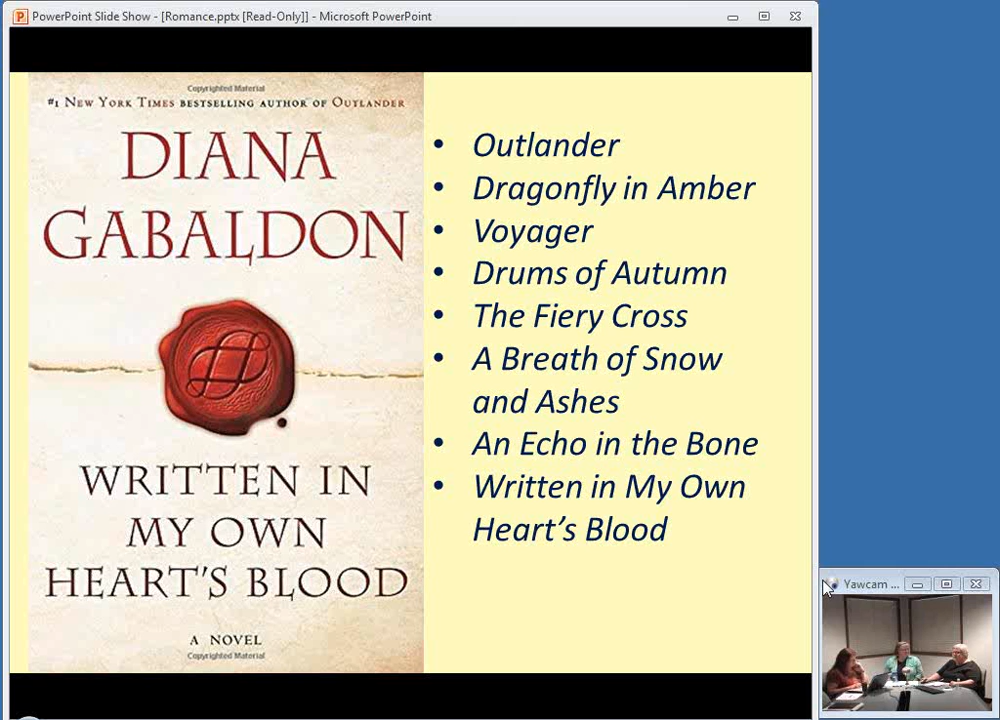 PowerPoint Slide Show - [Romance.pptx [Read-Only]] - Microsoft PowerPoint
Copyrighted Material
#1 NEW YORK TIMES BESTSELLING AUTHOR OF OUTLANDER
DIANA
GABALDON
WRITTEN IN
MY OWN
HEART'S BLOOD
A NOVEL
Copyrighted Material
• Outlander
• Dragonfly in Amber
• Voyager
• Drums of Autumn
• The Fiery Cross
• A Breath of Snow
and Ashes
• An Echo in the Bone
• Written in My Own
Heart’s Blood
Yawcam ...